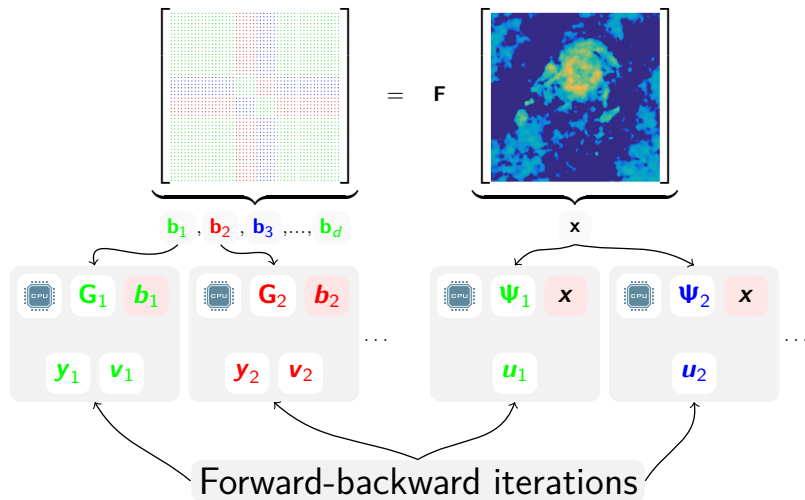 = F
b1 , b2 , b3 ,..., bd
x
CPU G1 b1
CPU G2 b2
CPU Ψ1 x
CPU Ψ2 x
...
...
y1 v1
y2 v2
u1
u2
Forward-backward iterations